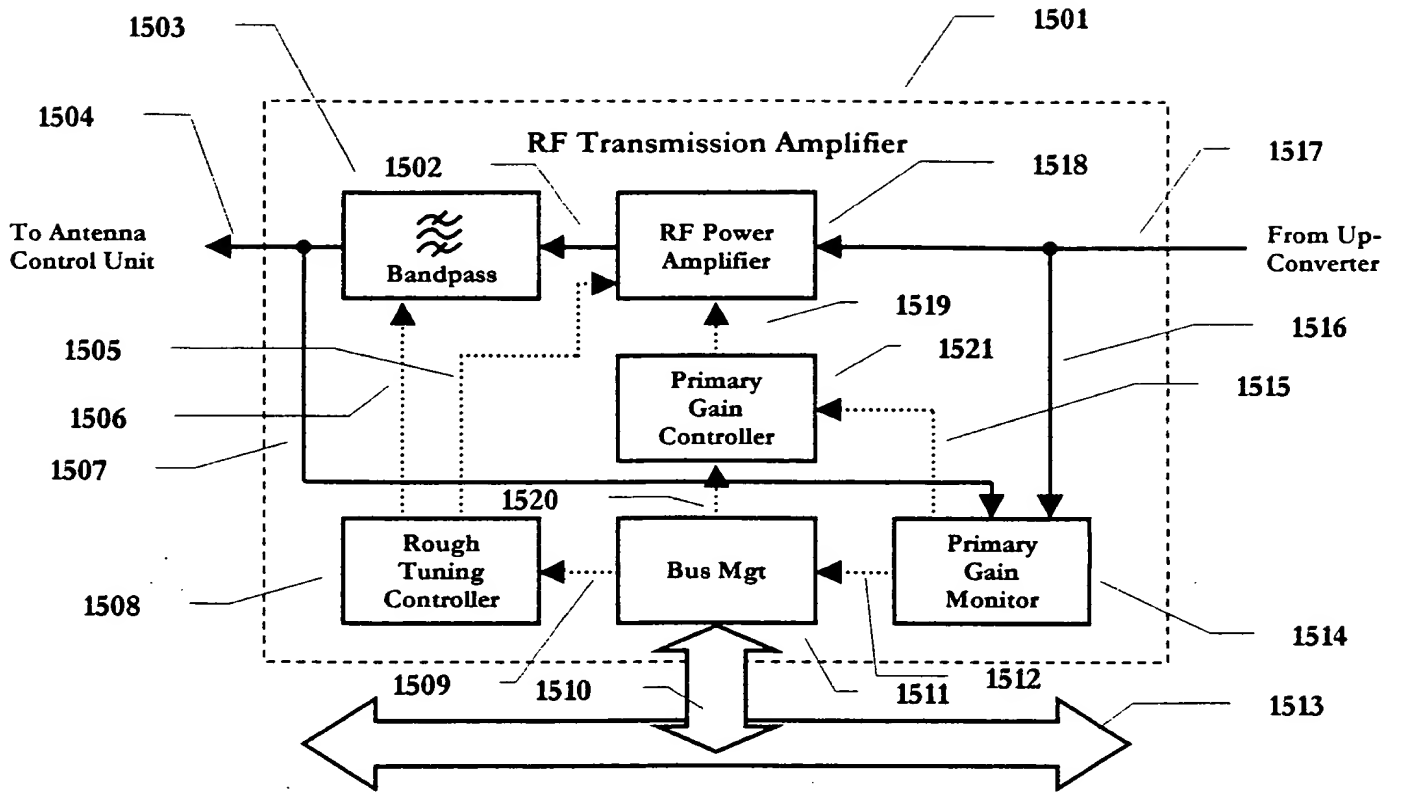 1503
1501
1504
RF Transmission Amplifier
1517
1502
1518
To Antenna
Control Unit
Bandpass
RF Power
Amplifier
From Up-
Converter
1519
1516
1505
1521
1515
Primary
Gain
Controller
1506
1507
1520
Rough
Tuning
Controller
Bus Mgt
Primary
Gain
Monitor
1508
1514
1509
1510
1511
1512
1513